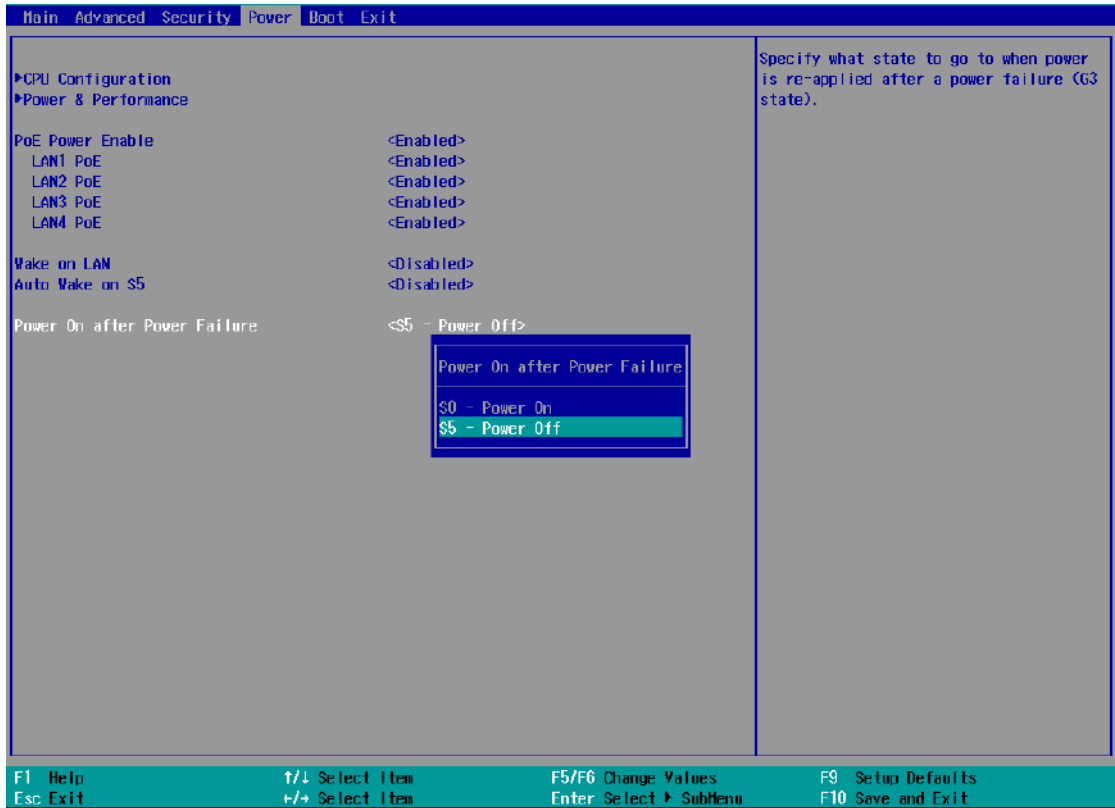 Main Advanced Security Power Boot Exit
▶CPU Configuration
▶Power & Performance
PoE Power Enable <Enabled>
LAN1 PoE <Enabled>
LAN2 PoE <Enabled>
LAN3 PoE <Enabled>
LAN4 PoE <Enabled>
Wake on LAN <Disabled>
Auto Wake on S5 <Disabled>
Power On after Power Failure <S5 - Power Off>
Power On after Power Failure
S0 - Power On
S5 - Power Off
Specify what state to go to when power
is re-applied after a power failure (G3
state).
F1 Help ↑/↓ Select Item F5/F6 Change Values F9 Setup Defaults
Esc Exit ←/→ Select Item Enter Select ▶ SubMenu F10 Save and Exit